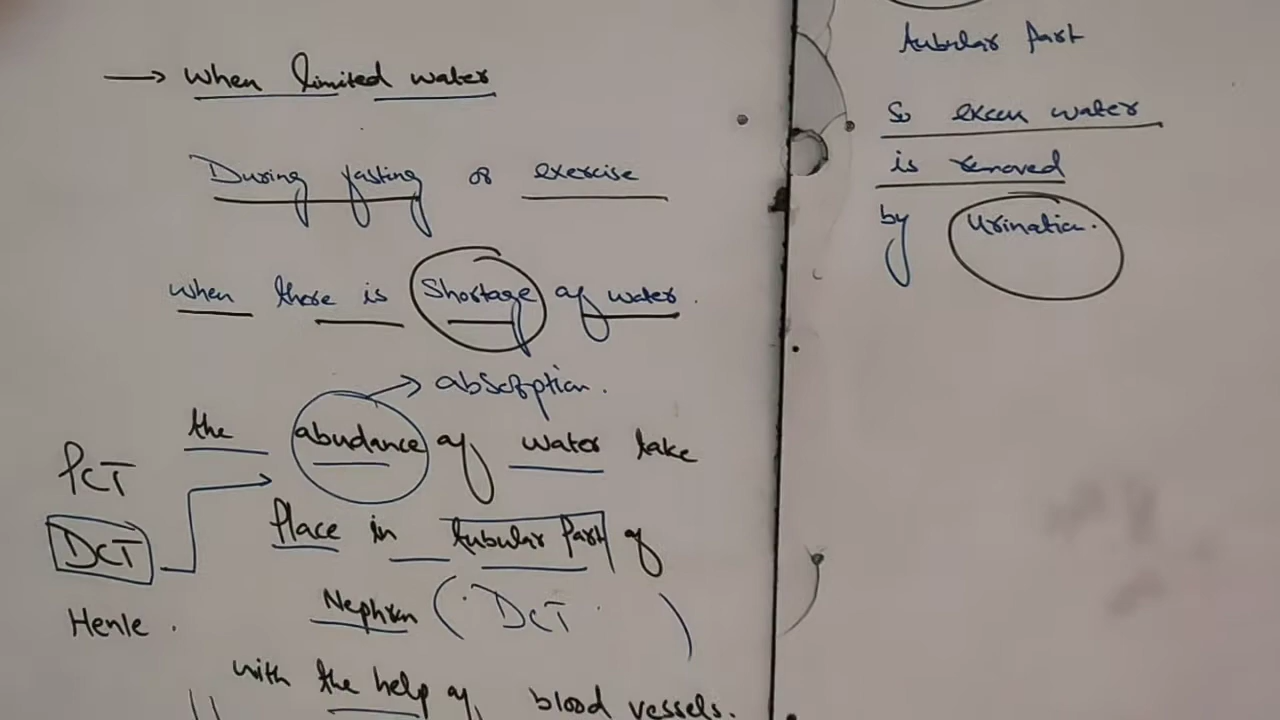 → When limited water
During fasting or exercise
When there is Shortage of water.
→ absorption.
the abudance of water take
PCT
DCT
Place in tubular Part of
Henle.
Nephron (DCT)
with the help of blood vessels.
tubular Part
So excess water
is removed
by Urination.